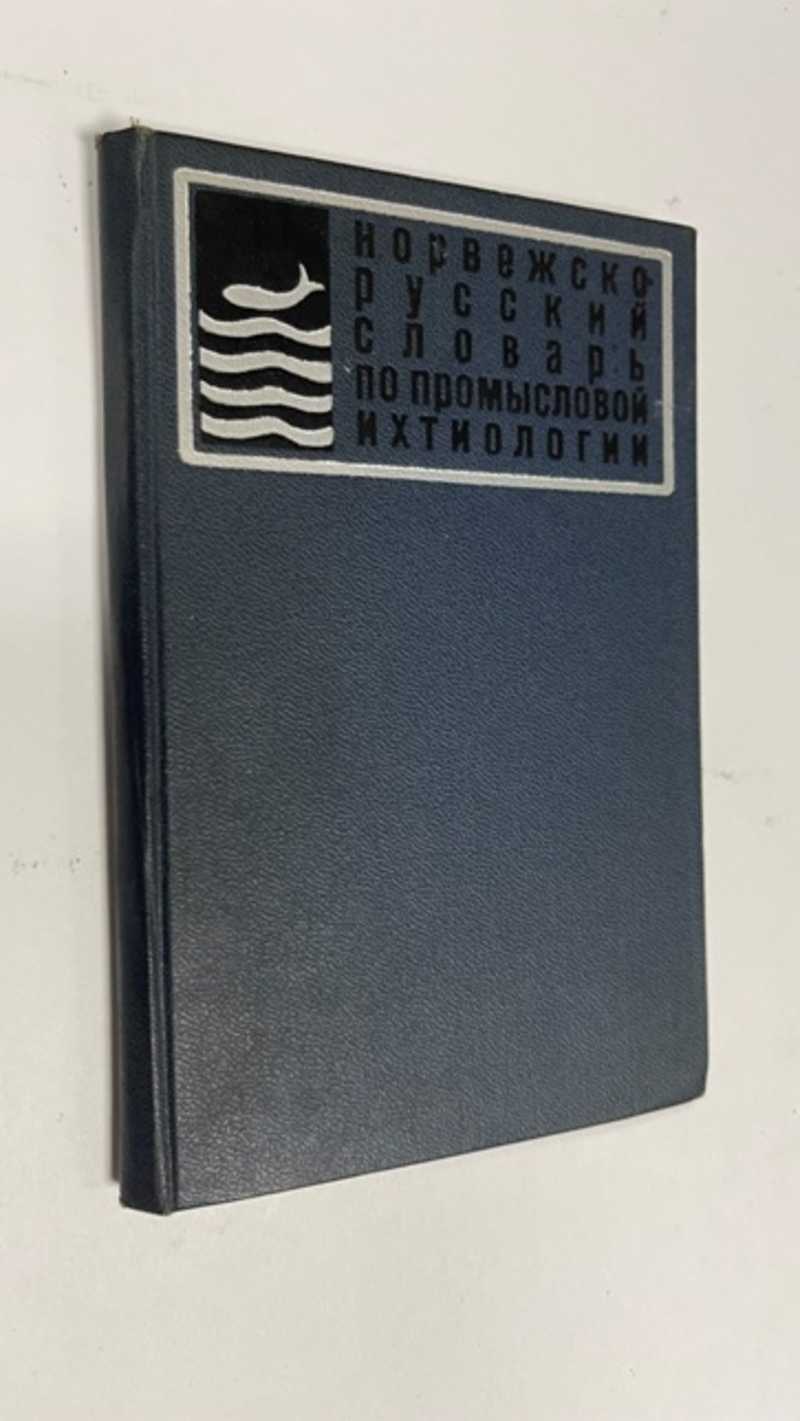 норвежско-
русский
словарь
по промысловой
ихтиологии